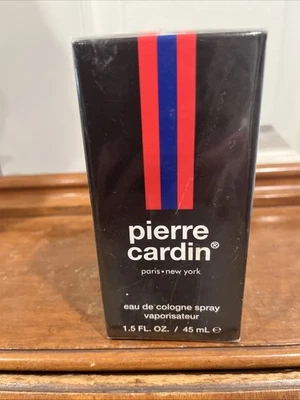 pierre
cardin®
paris•new york
eau de cologne spray
vaporisateur
1.5 FL. OZ. / 45 mL ℮